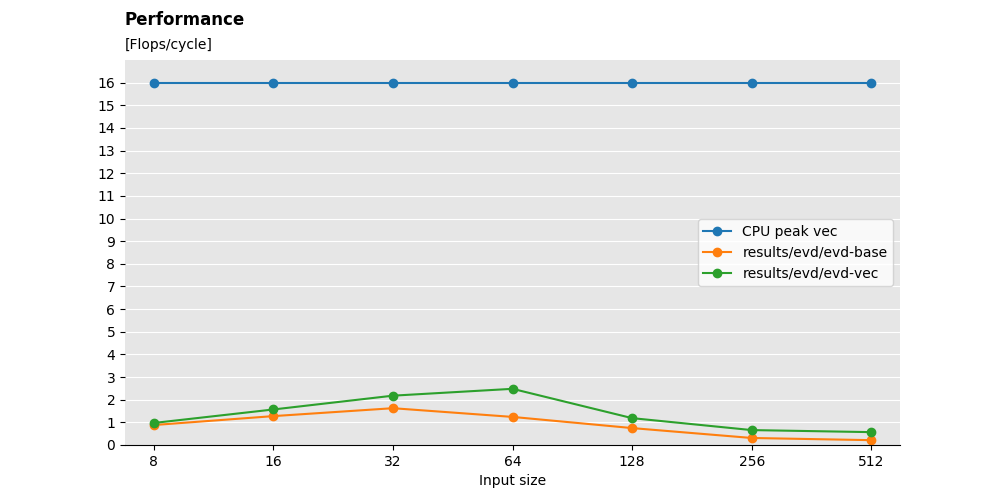 Performance
[Flops/cycle]
16
15
14
13
12
11
10
9
8
7
6
5
4
3
2
1
0
CPU peak vec
results/evd/evd-base
results/evd/evd-vec
8 16 32 64 128 256 512
Input size